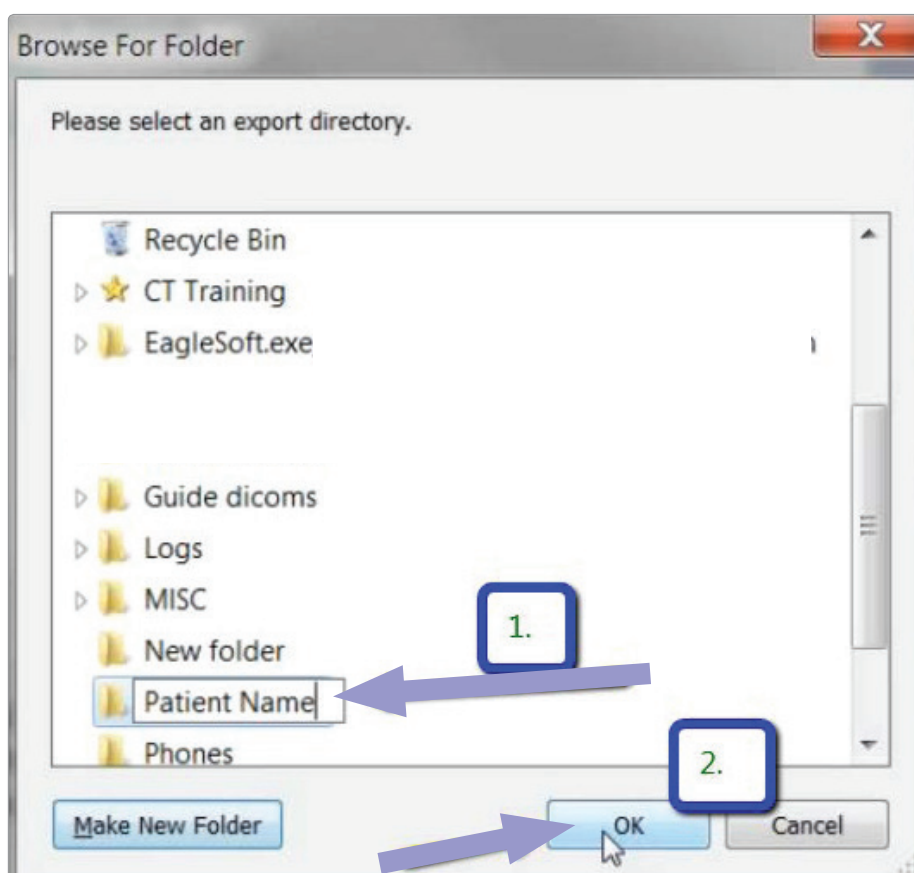 Browse For Folder
X
Please select an export directory.
Recycle Bin
CT Training
EagleSoft.exe
Guide dicoms
Logs
MISC
1.
New folder
Patient Name
Phones
2.
Make New Folder
OK
Cancel